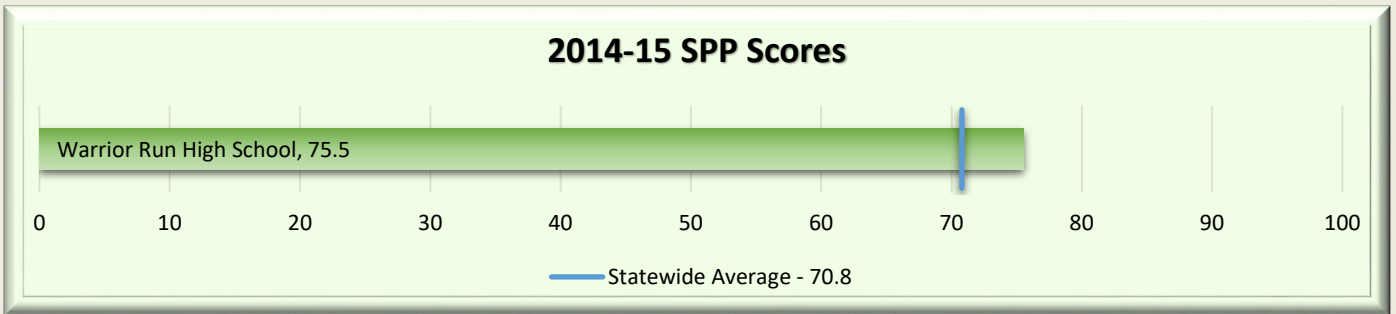 2014-15 SPP Scores
Warrior Run High School, 75.5
0 10 20 30 40 50 60 70 80 90 100
Statewide Average - 70.8